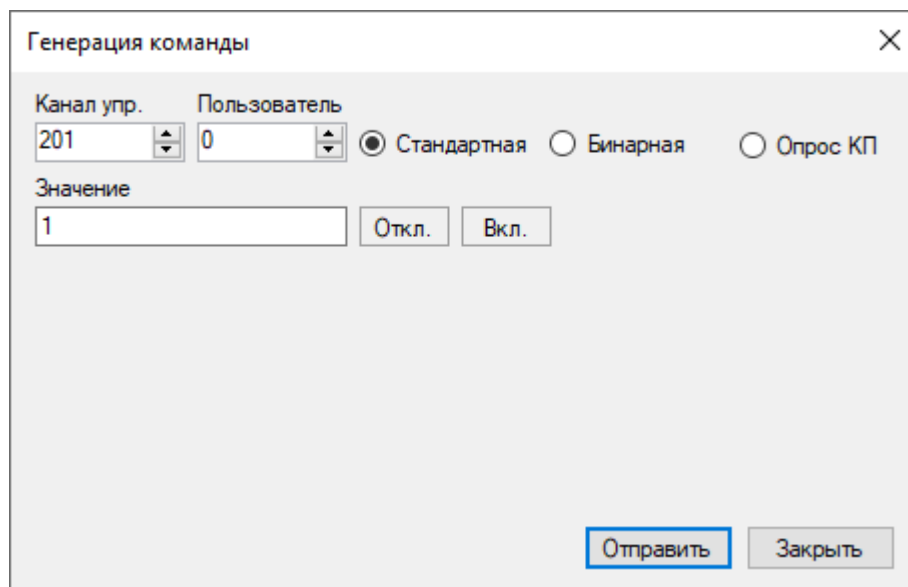 Генерация команды
Канал упр. Пользователь
201 0 Стандартная Бинарная Опрос КП
Значение
1 Откл. Вкл.
Отправить Закрыть